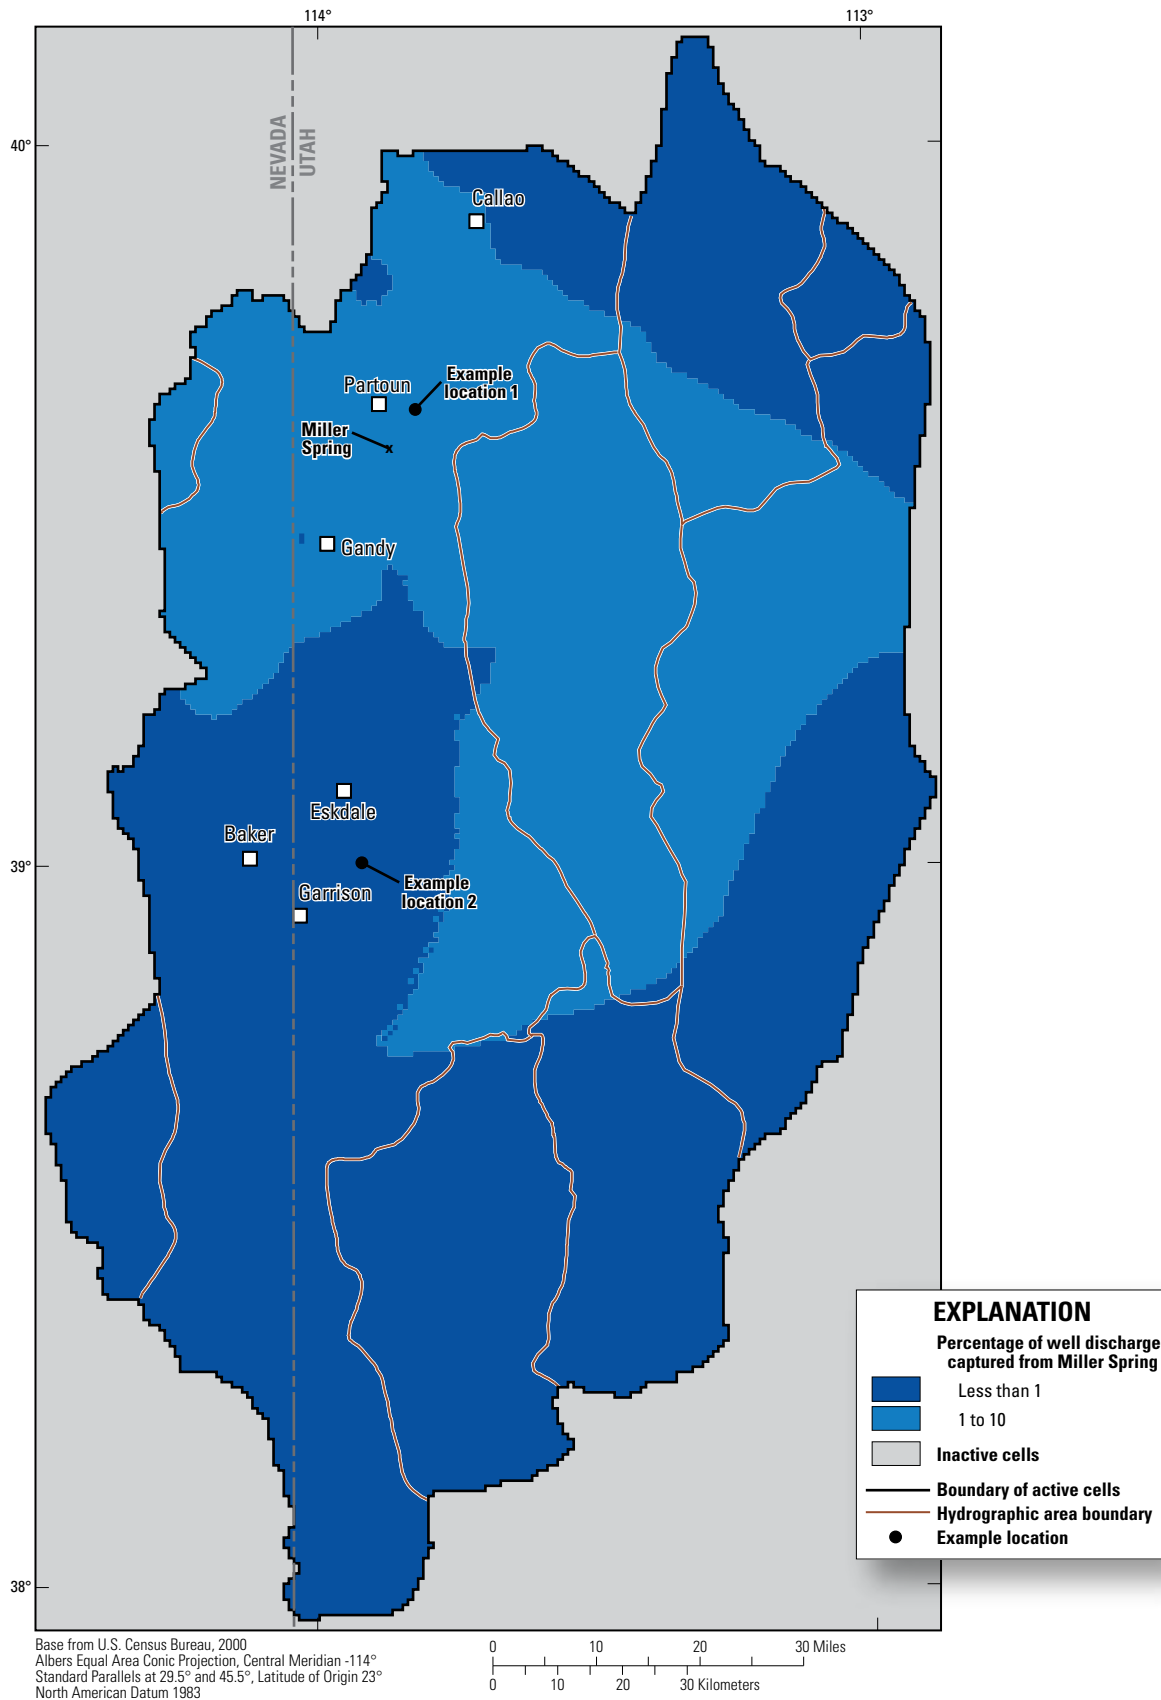 114°
113°
40°
NEVADA
UTAH
Callao
Partoun
Example
location 1
Miller
Spring
Gandy
Eskdale
Baker
39°
Example
location 2
Garrison
EXPLANATION
Percentage of well discharge
captured from Miller Spring
Less than 1
1 to 10
Inactive cells
Boundary of active cells
Hydrographic area boundary
Example location
38°
Base from U.S. Census Bureau, 2000
Albers Equal Area Conic Projection, Central Meridian -114°
Standard Parallels at 29.5° and 45.5°, Latitude of Origin 23°
North American Datum 1983
0 10 20 30 Miles
0 10 20 30 Kilometers